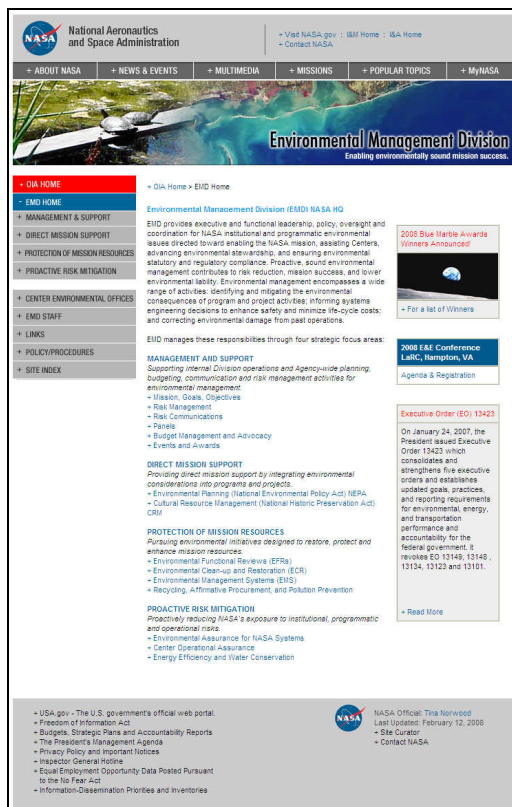 NASA
National Aeronautics
and Space Administration
+ Visit NASA.gov : I&M Home : I&A Home
+ Contact NASA
+ ABOUT NASA
+ NEWS & EVENTS
+ MULTIMEDIA
+ MISSIONS
+ POPULAR TOPICS
+ MyNASA
Environmental Management Division
Enabling environmentally sound mission success.
+ OIA HOME
- EMD HOME
+ MANAGEMENT & SUPPORT
+ DIRECT MISSION SUPPORT
+ PROTECTION OF MISSION RESOURCES
+ PROACTIVE RISK MITIGATION
+ CENTER ENVIRONMENTAL OFFICES
+ EMD STAFF
+ LINKS
+ POLICY/PROCEDURES
+ SITE INDEX
+ OIA Home > EMD Home
Environmental Management Division (EMD) NASA HQ
EMD provides executive and functional leadership, policy, oversight and
coordination for NASA institutional and programmatic environmental
issues directed toward enabling the NASA mission, assisting Centers,
advancing environmental stewardship, and ensuring environmental
statutory and regulatory compliance. Proactive, sound environmental
management contributes to risk reduction, mission success, and lower
environmental liability. Environmental management encompasses a wide
range of activities: identifying and mitigating the environmental
consequences of program and project activities; informing systems
engineering decisions to enhance safety and minimize life-cycle costs;
and correcting environmental damage from past operations.
EMD manages these responsibilities through four strategic focus areas:
MANAGEMENT AND SUPPORT
Supporting internal Division operations and Agency-wide planning,
budgeting, communication and risk management activities for
environmental management.
+ Mission, Goals, Objectives
+ Risk Management
+ Risk Communications
+ Panels
+ Budget Management and Advocacy
+ Events and Awards
DIRECT MISSION SUPPORT
Providing direct mission support by integrating environmental
considerations into programs and projects.
+ Environmental Planning (National Environmental Policy Act) NEPA
+ Cultural Resource Management (National Historic Preservation Act)
CRM
PROTECTION OF MISSION RESOURCES
Pursuing environmental initiatives designed to restore, protect and
enhance mission resources.
+ Environmental Functional Reviews (EFRs)
+ Environmental Clean-up and Restoration (ECR)
+ Environmental Management Systems (EMS)
+ Recycling, Affirmative Procurement, and Pollution Prevention
PROACTIVE RISK MITIGATION
Proactively reducing NASA's exposure to institutional, programmatic
and operational risks.
+ Environmental Assurance for NASA Systems
+ Center Operational Assurance
+ Energy Efficiency and Water Conservation
2008 Blue Marble Awards
Winners Announced!
+ For a list of Winners
2008 E&E Conference
LaRC, Hampton, VA
Agenda & Registration
Executive Order (EO) 13423
On January 24, 2007, the
President issued Executive
Order 13423 which
consolidates and
strengthens five executive
orders and establishes
updated goals, practices,
and reporting requirements
for environmental, energy,
and transportation
performance and
accountability for the
federal government. It
revokes EO 13149, 13148 ,
13134, 13123 and 13101.
+ Read More
+ USA.gov - The U.S. government's official web portal.
+ Freedom of Information Act
+ Budgets, Strategic Plans and Accountability Reports
+ The President's Management Agenda
+ Privacy Policy and Important Notices
+ Inspector General Hotline
+ Equal Employment Opportunity Data Posted Pursuant
to the No Fear Act
+ Information-Dissemination Priorities and Inventories
NASA
NASA Official: Tina Norwood
Last Updated: February 12, 2008
+ Site Curator
+ Contact NASA